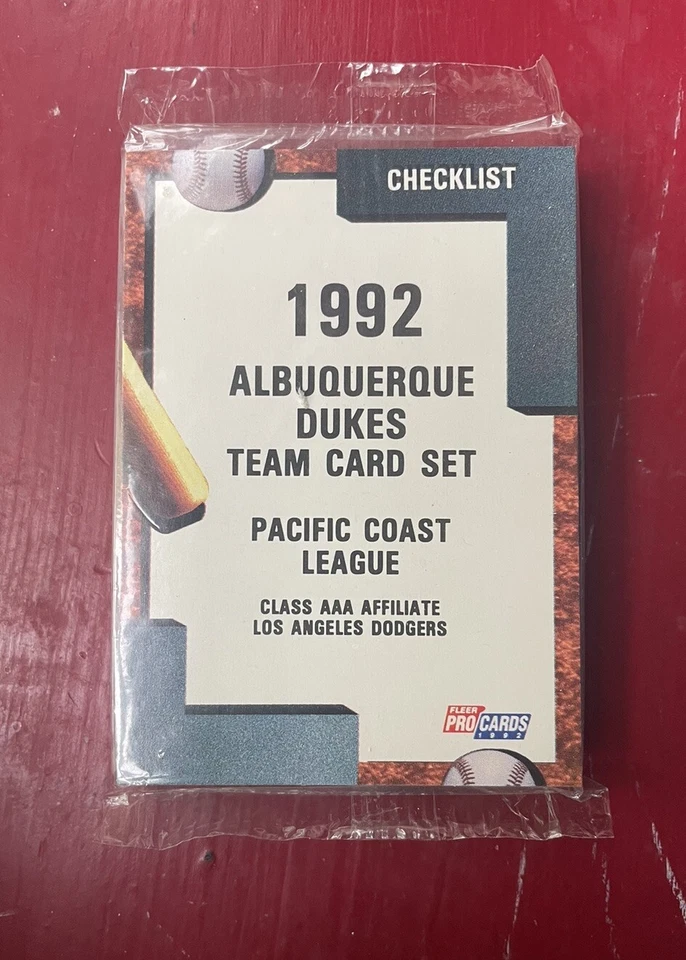 CHECKLIST
1992
ALBUQUERQUE
DUKES
TEAM CARD SET
PACIFIC COAST
LEAGUE
CLASS AAA AFFILIATE
LOS ANGELES DODGERS
FLEER
PRO CARDS
1992